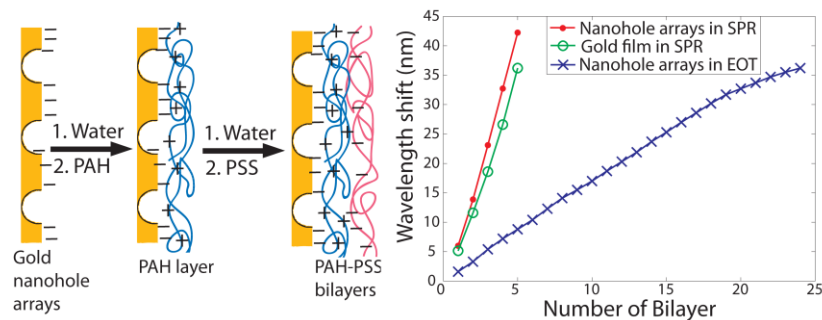 1. Water
2. PAH
1. Water
2. PSS
Gold
nanohole
arrays
PAH layer
PAH-PSS
bilayers
Wavelength shift (nm)
45
40
35
30
25
20
15
10
5
0
Nanohole arrays in SPR
Gold film in SPR
Nanohole arrays in EOT
0 5 10 15 20 25
Number of Bilayer